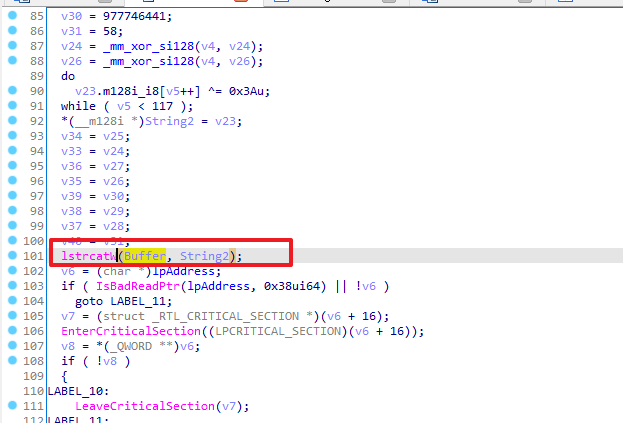 85 v30 = 977746441;
86 v31 = 58;
87 v24 = _mm_xor_si128(v4, v24);
88 v26 = _mm_xor_si128(v4, v26);
89 do
90 v23.m128i_i8[v5++] ^= 0x3Au;
91 while ( v5 < 117 );
92 *(__m128i *)String2 = v23;
93 v34 = v25;
94 v33 = v24;
95 v36 = v27;
96 v35 = v26;
97 v39 = v30;
98 v38 = v29;
99 v37 = v28;
100 v40 = v31;
101 lstrcatW(Buffer, String2);
102 v6 = (char *)lpAddress;
103 if ( IsBadReadPtr(lpAddress, 0x38ui64) || !v6 )
104 goto LABEL_11;
105 v7 = (struct _RTL_CRITICAL_SECTION *)(v6 + 16);
106 EnterCriticalSection((LPCRITICAL_SECTION)(v6 + 16));
107 v8 = *(_QWORD **)v6;
108 if ( !v8 )
109 {
110 LABEL_10:
111 LeaveCriticalSection(v7);
112 LABEL_11: